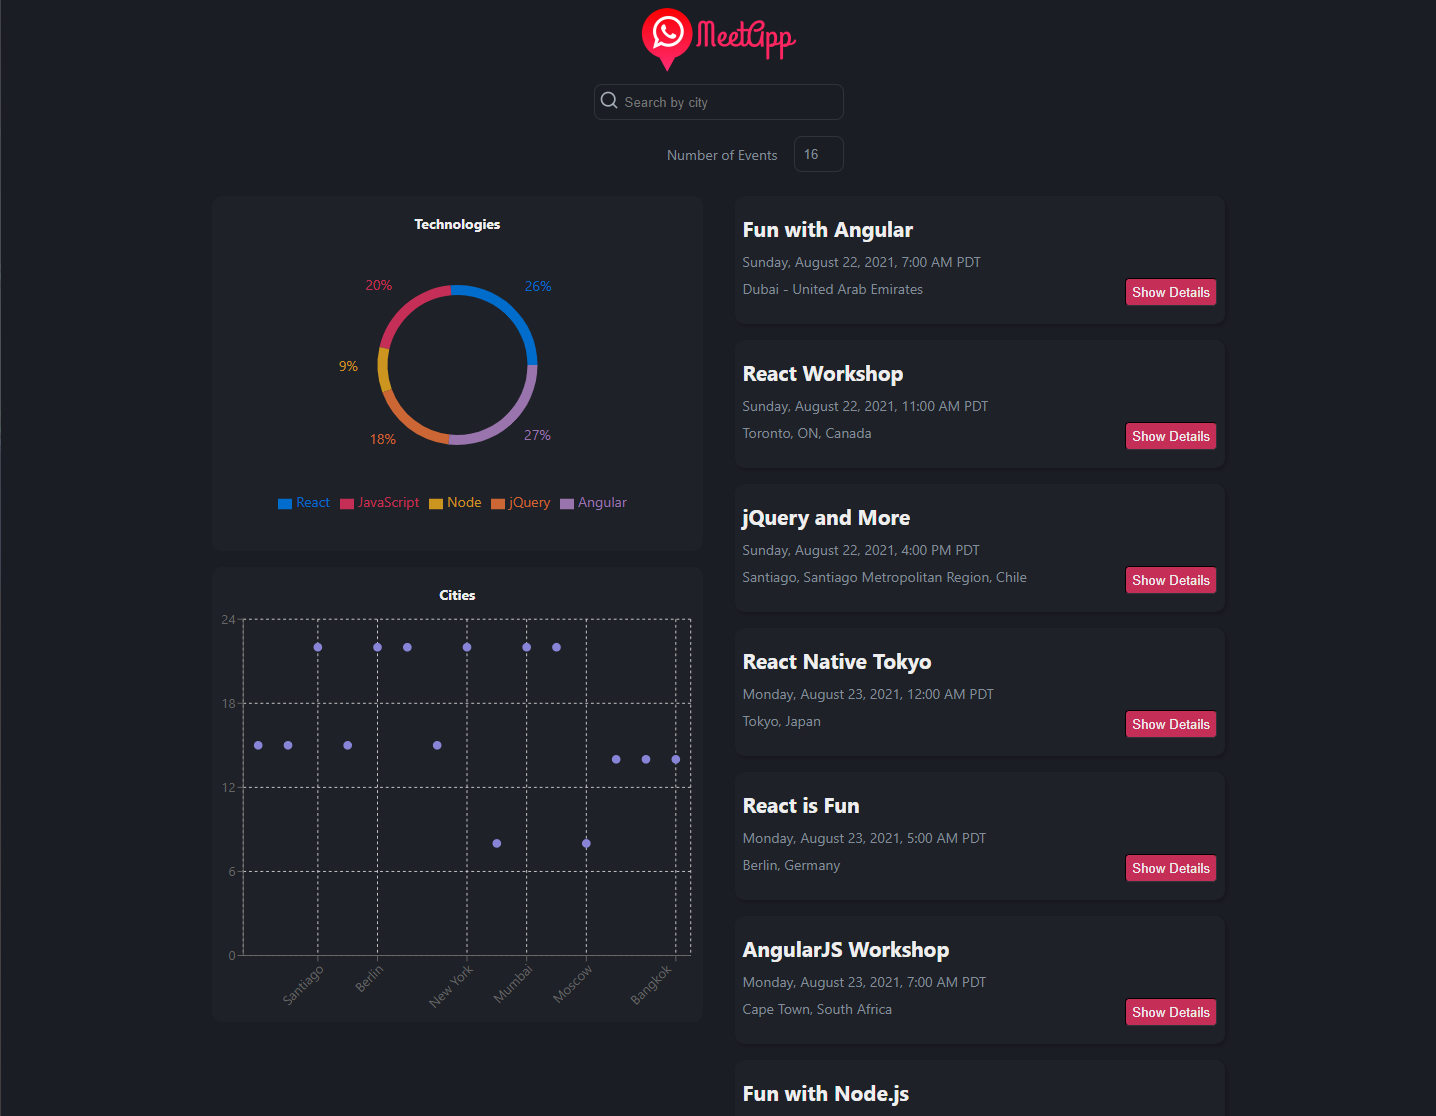 MeetApp
Search by city
Number of Events 16
Technologies
20%
26%
9%
18%
27%
React JavaScript Node jQuery Angular
Cities
24
18
12
6
0
Santiago Berlin New York Mumbai Moscow Bangkok
Fun with Angular
Sunday, August 22, 2021, 7:00 AM PDT
Dubai - United Arab Emirates
Show Details
React Workshop
Sunday, August 22, 2021, 11:00 AM PDT
Toronto, ON, Canada
Show Details
jQuery and More
Sunday, August 22, 2021, 4:00 PM PDT
Santiago, Santiago Metropolitan Region, Chile
Show Details
React Native Tokyo
Monday, August 23, 2021, 12:00 AM PDT
Tokyo, Japan
Show Details
React is Fun
Monday, August 23, 2021, 5:00 AM PDT
Berlin, Germany
Show Details
AngularJS Workshop
Monday, August 23, 2021, 7:00 AM PDT
Cape Town, South Africa
Show Details
Fun with Node.js